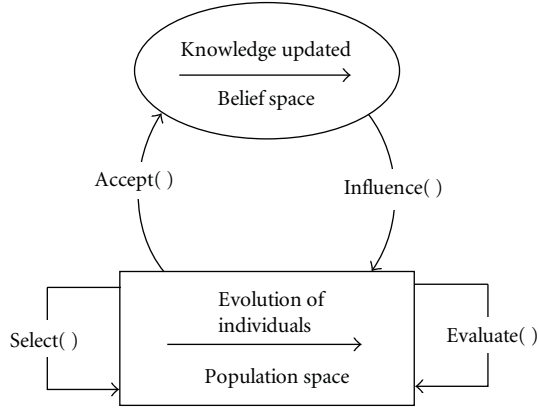 Knowledge updated
Belief space
Accept( )
Influence( )
Evolution of
individuals
Select( )
Evaluate( )
Population space